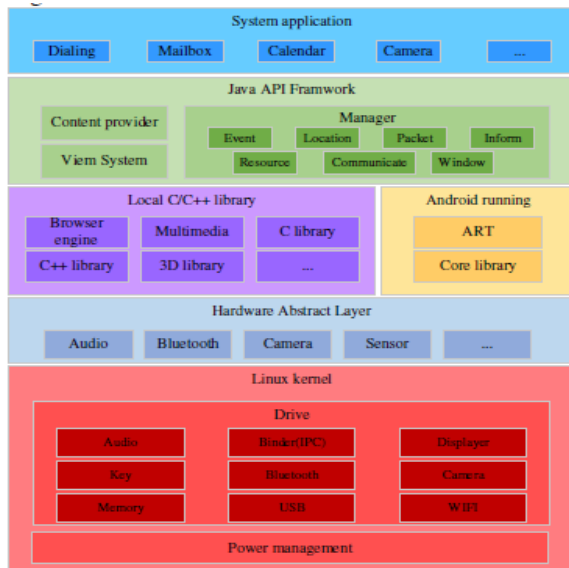 System application
Dialing Mailbox Calendar Camera ...
Java API Framwork
Content provider
Viem System
Manager
Event Location Packet Inform
Resource Communicate Window
Local C/C++ library
Browser engine
Multimedia C library
C++ library 3D library ...
Android running
ART
Core library
Hardware Abstract Layer
Audio Bluetooth Camera Sensor ...
Linux kernel
Drive
Audio Binder(IPC) Displayer
Key Bluetooth Camera
Memory USB WIFI
Power management